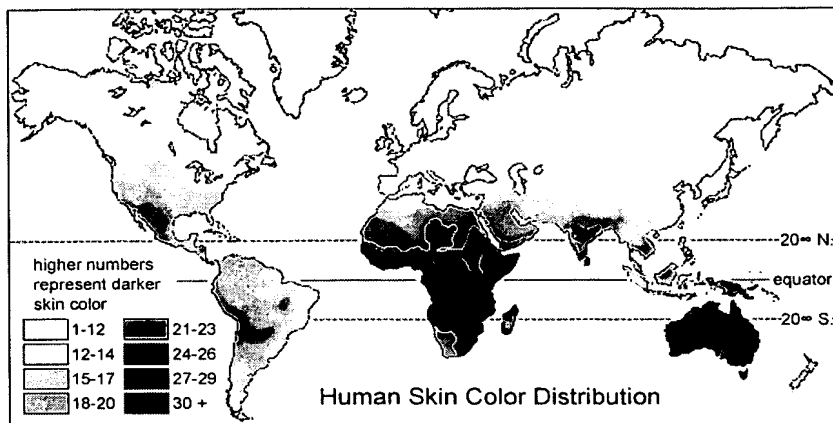 20∞ N:
higher numbers
represent darker
skin color
equator
1-12
21-23
20∞ S:
12-14
24-26
15-17
27-29
18-20
30 +
Human Skin Color Distribution